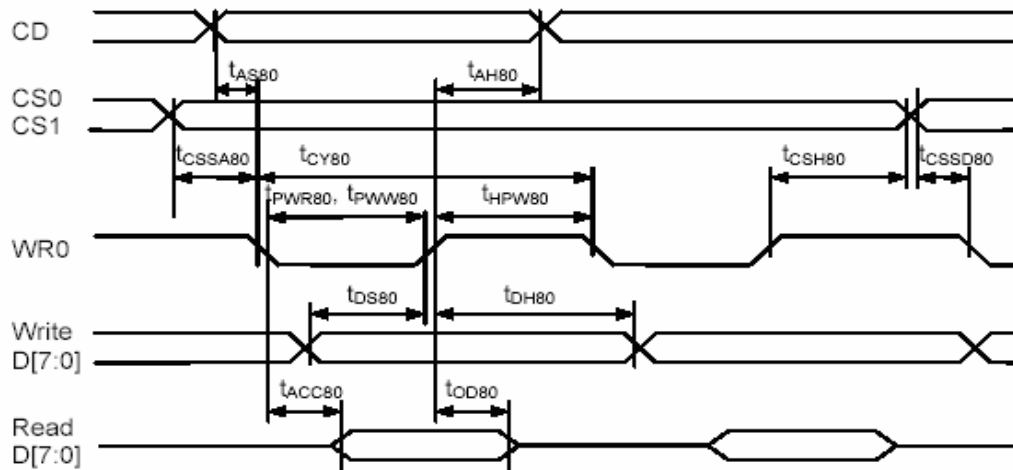 CD
tAS80 tAH80
CS0
CS1
tCSSA80 tCY80 tCSH80 tCSSD80
tPWR80, tPWW80 tHPW80
WR0
tDS80 tDH80
Write
D[7:0]
tACC80 tOD80
Read
D[7:0]